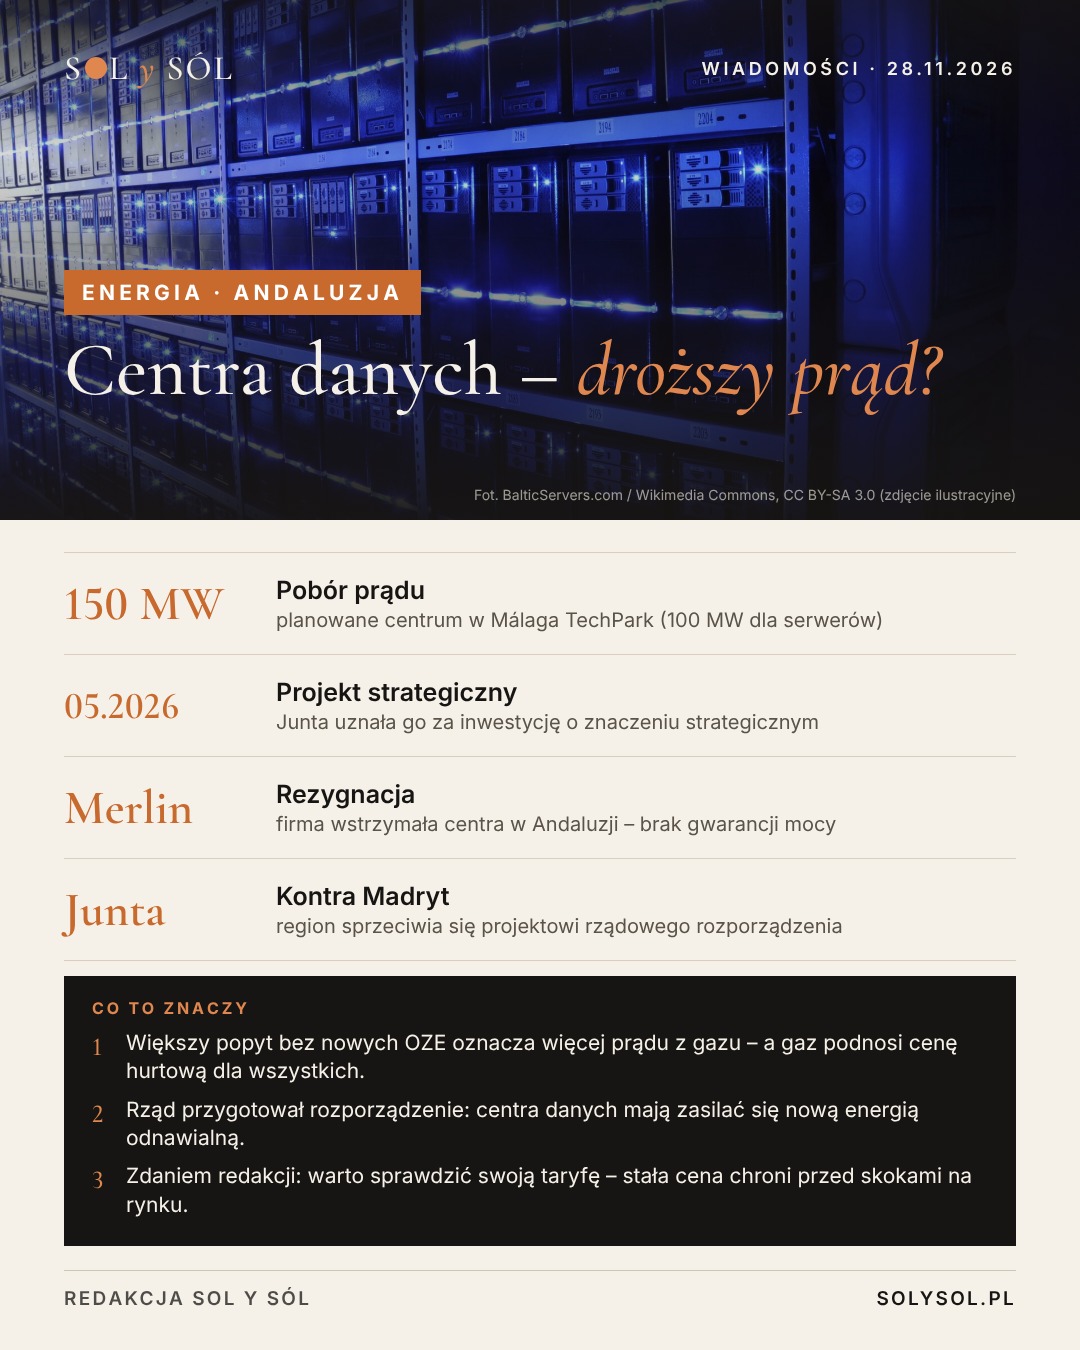 SOL y SÓL
WIADOMOŚCI · 28.11.2026
2204
2194
2184
ENERGIA · ANDALUZJA
Centra danych – droższy prąd?
Fot. BalticServers.com / Wikimedia Commons, CC BY-SA 3.0 (zdjęcie ilustracyjne)
150 MW
Pobór prądu
planowane centrum w Málaga TechPark (100 MW dla serwerów)
05.2026
Projekt strategiczny
Junta uznała go za inwestycję o znaczeniu strategicznym
Merlin
Rezygnacja
firma wstrzymała centra w Andaluzji – brak gwarancji mocy
Junta
Kontra Madryt
region sprzeciwia się projektowi rządowego rozporządzenia
CO TO ZNACZY
1 Większy popyt bez nowych OZE oznacza więcej prądu z gazu – a gaz podnosi cenę
hurtową dla wszystkich.
2 Rząd przygotował rozporządzenie: centra danych mają zasilać się nową energią
odnawialną.
3 Zdaniem redakcji: warto sprawdzić swoją taryfę – stała cena chroni przed skokami na
rynku.
REDAKCJA SOL Y SÓL
SOLYSOL.PL